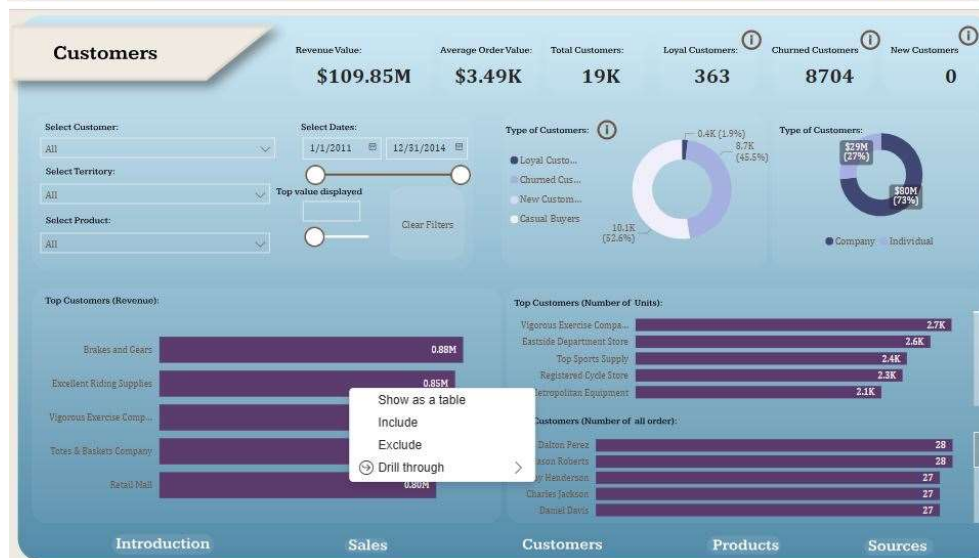 Customers
Revenue Value:
$109.85M
Average Order Value:
$3.49K
Total Customers:
19K
Loyal Customers:
363
Churned Customers
8704
New Customers
0
Select Customer:
All
Select Territory:
All
Select Product:
All
Select Dates:
1/1/2011
12/31/2014
Top value displayed
Clear Filters
Type of Customers:
Loyal Custo...
Churned Cus...
New Custom...
Casual Buyers
0.4K (1.9%)
8.7K
(45.5%)
10.1K
(52.6%)
Type of Customers:
$29M
(27%)
$80M
(73%)
Company
Individual
Top Customers (Revenue):
Brakes and Gears
0.88M
Excellent Riding Supplies
0.85M
Vigorous Exercise Comp...
Totes & Baskets Company
Retail Mall
0.80M
Show as a table
Include
Exclude
Drill through
Top Customers (Number of Units):
Vigorous Exercise Compa...
2.7K
Eastside Department Store
2.6K
Top Sports Supply
2.4K
Registered Cycle Store
2.3K
etropolitan Equipment
2.1K
Customers (Number of all order):
Dalton Perez
28
ason Roberts
28
Henderson
27
Charles Jackson
27
Daniel Davis
27
Introduction
Sales
Customers
Products
Sources